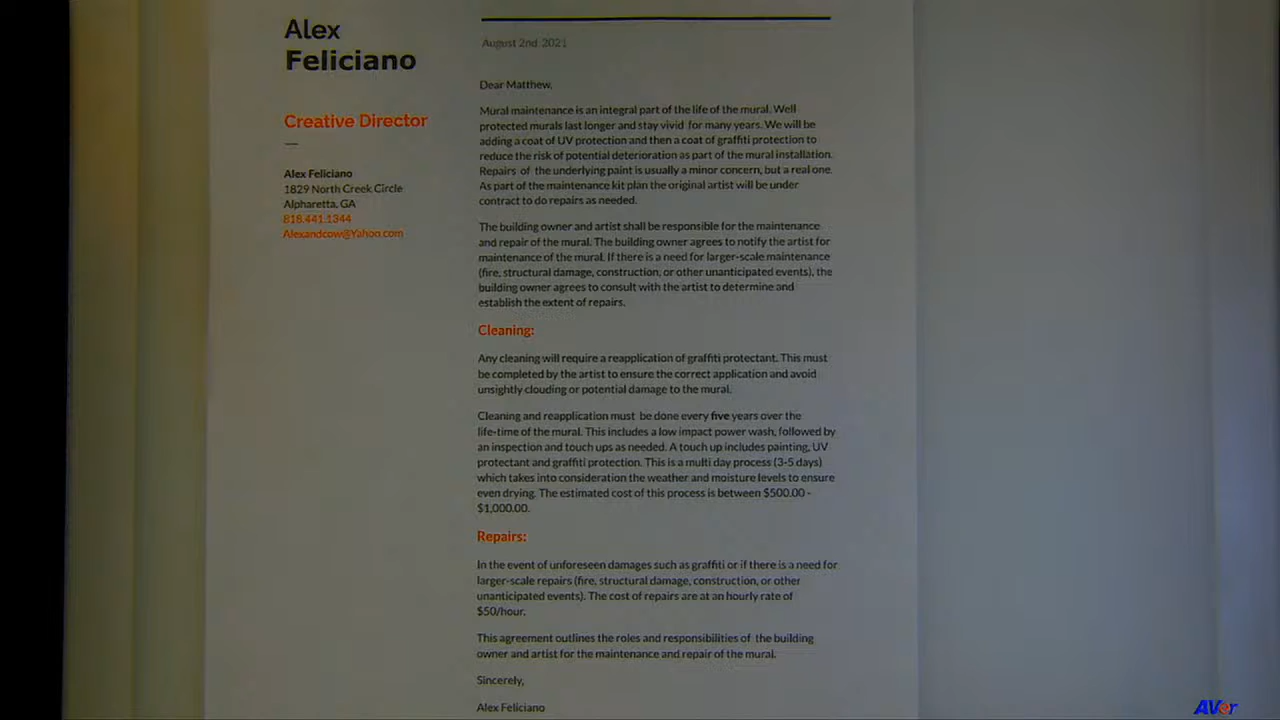 Alex
Feliciano
Creative Director
—
Alex Feliciano
1829 North Creek Circle
Alpharetta, GA
818.441.1344
Alexandcow@Yahoo.com
August 2nd 2021
Dear Matthew,
Mural maintenance is an integral part of the life of the mural. Well
protected murals last longer and stay vivid for many years. We will be
adding a coat of UV protection and then a coat of graffiti protection to
reduce the risk of potential deterioration as part of the mural installation.
Repairs of the underlying paint is usually a minor concern, but a real one.
As part of the maintenance kit plan the original artist will be under
contract to do repairs as needed.
The building owner and artist shall be responsible for the maintenance
and repair of the mural. The building owner agrees to notify the artist for
maintenance of the mural. If there is a need for larger-scale maintenance
(fire, structural damage, construction, or other unanticipated events), the
building owner agrees to consult with the artist to determine and
establish the extent of repairs.
Cleaning:
Any cleaning will require a reapplication of graffiti protectant. This must
be completed by the artist to ensure the correct application and avoid
unsightly clouding or potential damage to the mural.
Cleaning and reapplication must be done every five years over the
life-time of the mural. This includes a low impact power wash, followed by
an inspection and touch ups as needed. A touch up includes painting, UV
protectant and graffiti protection. This is a multi day process (3-5 days)
which takes into consideration the weather and moisture levels to ensure
even drying. The estimated cost of this process is between $500.00 -
$1,000.00.
Repairs:
In the event of unforeseen damages such as graffiti or if there is a need for
larger-scale repairs (fire, structural damage, construction, or other
unanticipated events). The cost of repairs are at an hourly rate of
$50/hour.
This agreement outlines the roles and responsibilities of the building
owner and artist for the maintenance and repair of the mural.
Sincerely,
Alex Feliciano
AVer